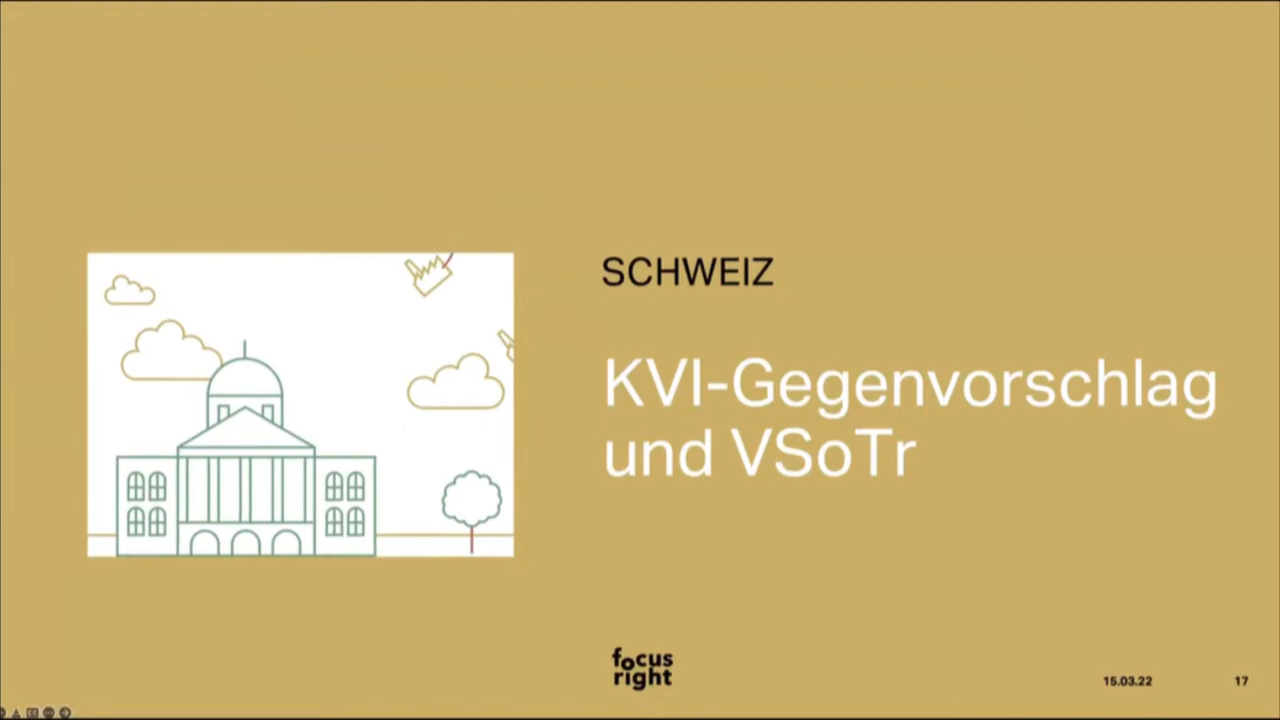 SCHWEIZ
KVI-Gegenvorschlag
und VSoTr
focus
right
15.03.22
17